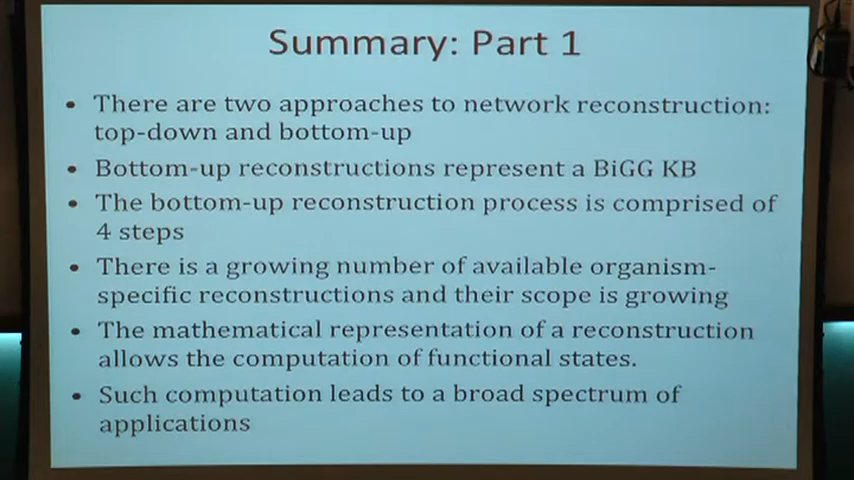 Summary: Part 1
• There are two approaches to network reconstruction:
top-down and bottom-up
• Bottom-up reconstructions represent a BiGG KB
• The bottom-up reconstruction process is comprised of
4 steps
• There is a growing number of available organism-
specific reconstructions and their scope is growing
• The mathematical representation of a reconstruction
allows the computation of functional states.
• Such computation leads to a broad spectrum of
applications